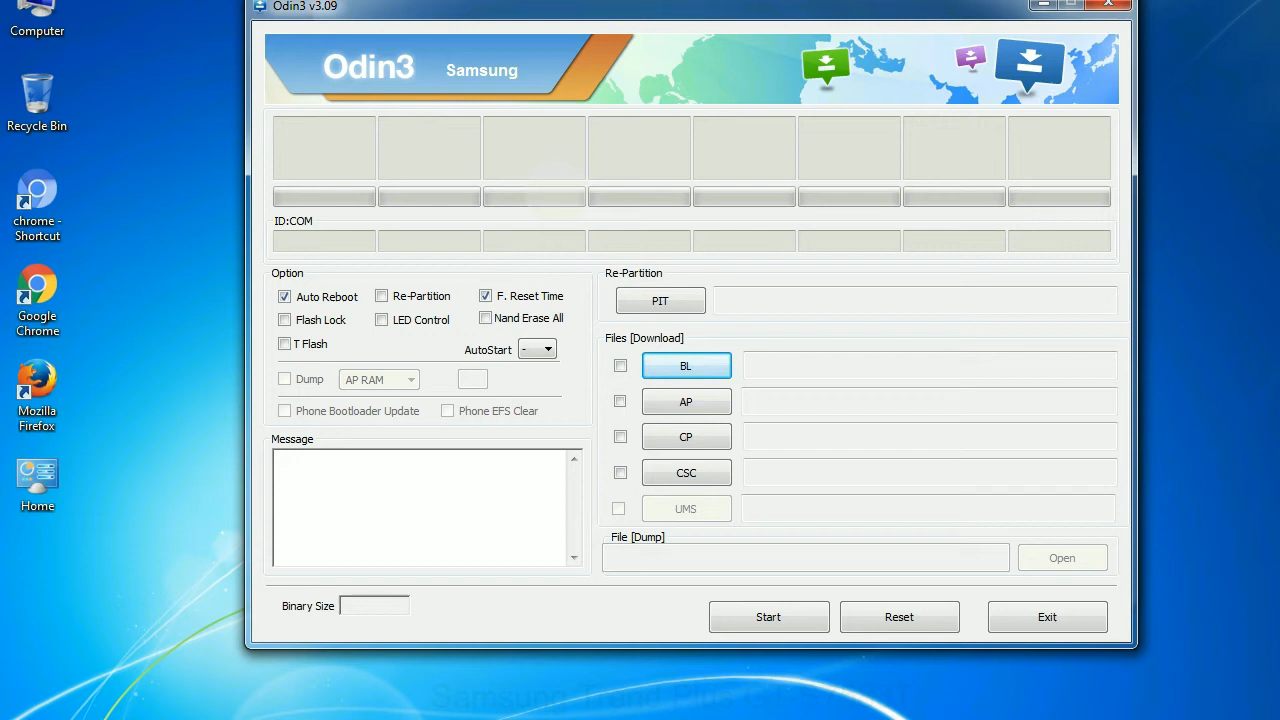 Odin3 v3.09
Computer
Recycle Bin
chrome -
Shortcut
Google
Chrome
Mozilla
Firefox
Home
Odin3
Samsung
ID:COM
Option
Auto Reboot
Re-Partition
F. Reset Time
Flash Lock
LED Control
Nand Erase All
T Flash
AutoStart
-
Dump
AP RAM
Phone Bootloader Update
Phone EFS Clear
Message
Re-Partition
PIT
Files [Download]
BL
AP
CP
CSC
UMS
File [Dump]
Open
Binary Size
Start
Reset
Exit
Samsung Trend Plus